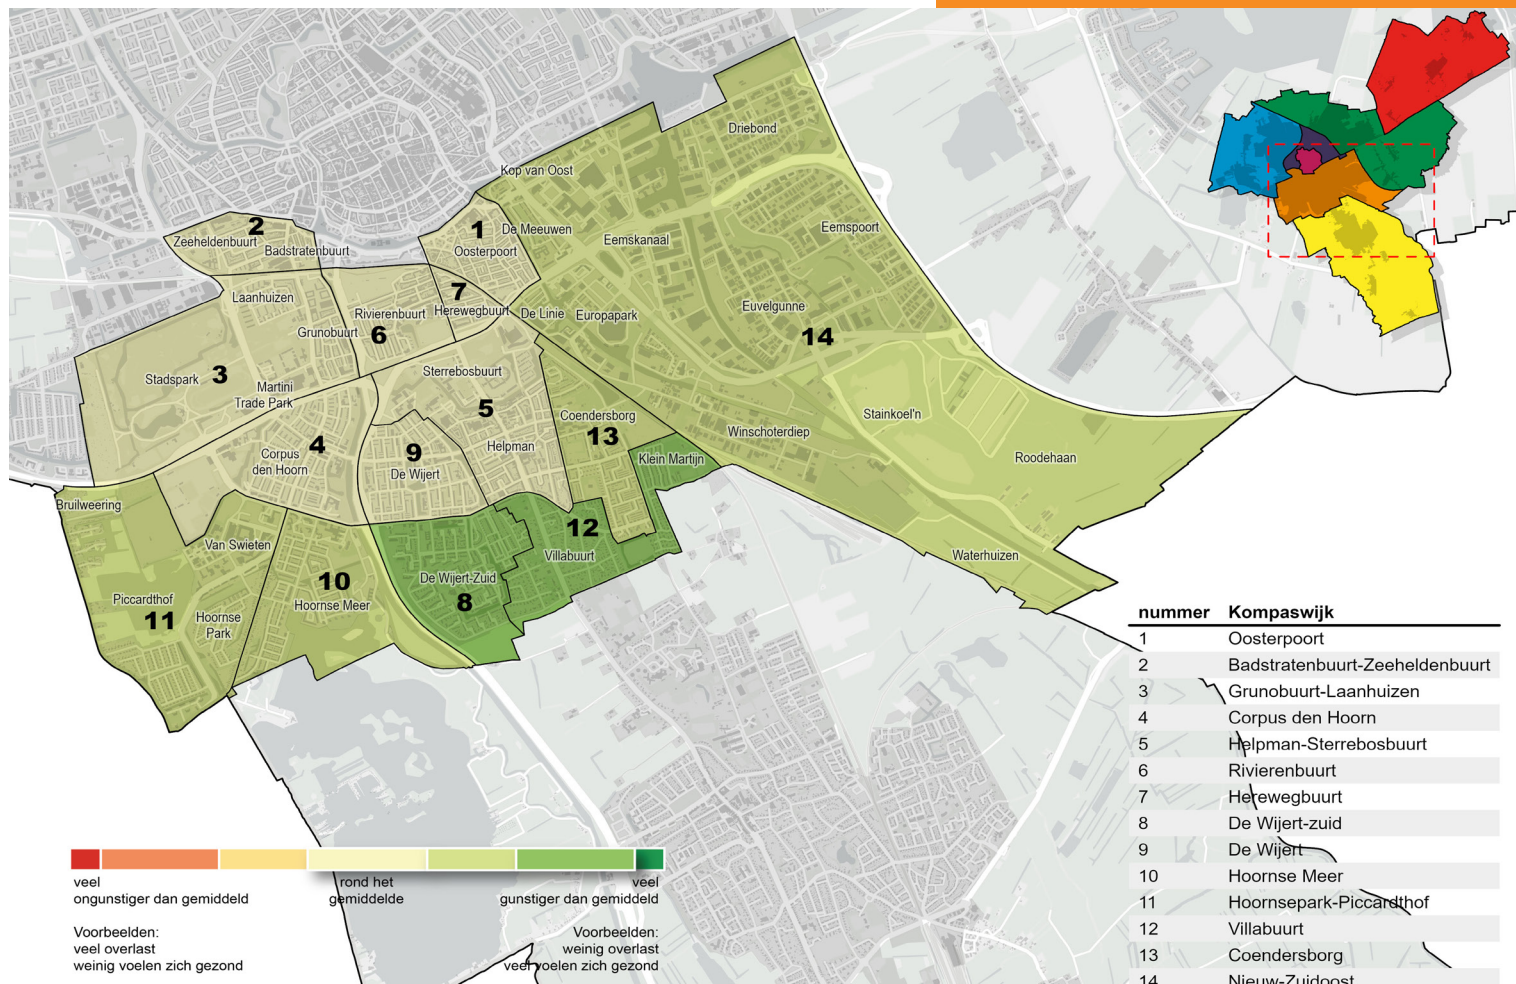 Driebond
Kop van Oost
1
De Meeuwen
2
Zeeheldenbuurt
Badstratenbuurt
Oosterpoort
Eemskanaal
Eemspoort
7
Laanhuizen
Herewegbuurt
De Linie
Europapark
Euvelgunne
Rivierenbuurt
Grunobuurt
6
14
Stadspark
3
Martini
Trade Park
Sterrebosbuurt
5
Coendersborg
13
Stainkoel'n
Winschoterdiep
4
Corpus
den Hoorn
9
De Wijert
Helpman
Klein Martijn
Roodehaan
Bruilweering
Van Swieten
12
Villabuurt
Waterhuizen
10
Hoornse Meer
De Wijert-Zuid
8
Piccardthof
11
Hoornse
Park
nummer Kompaswijk
1 Oosterpoort
2 Badstratenbuurt-Zeeheldenbuurt
3 Grunobuurt-Laanhuizen
4 Corpus den Hoorn
5 Helpman-Sterrebosbuurt
6 Rivierenbuurt
7 Herewegbuurt
8 De Wijert-zuid
9 De Wijert
10 Hoornse Meer
11 Hoornsepark-Piccardthof
12 Villabuurt
13 Coendersborg
14 Nieuw-Zuidoost
veel
ongunstiger dan gemiddeld
rond het
gemiddelde
veel
gunstiger dan gemiddeld
Voorbeelden:
veel overlast
weinig voelen zich gezond
Voorbeelden:
weinig overlast
veel voelen zich gezond